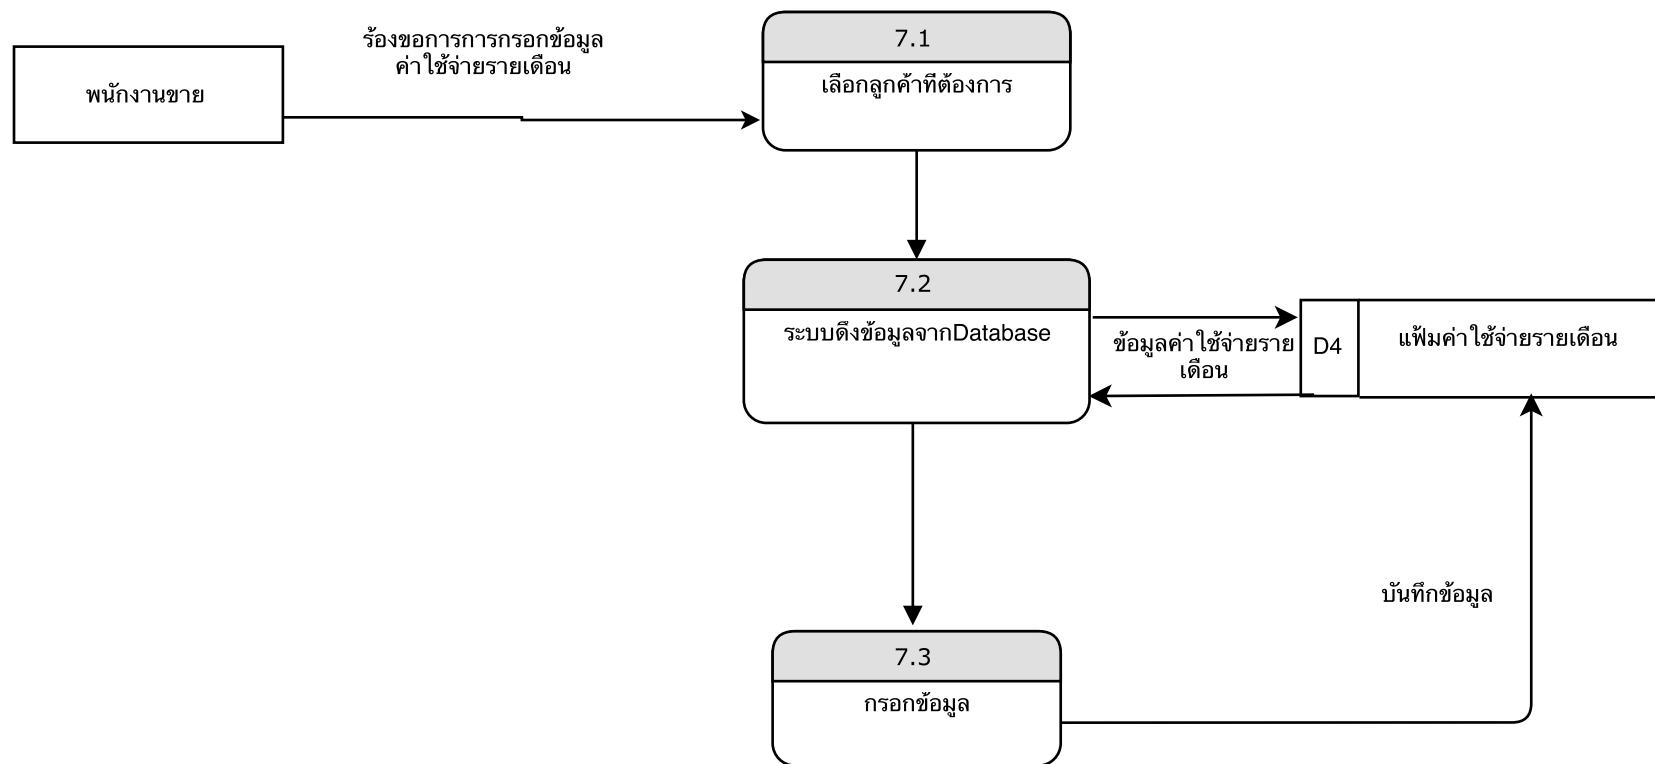 พนักงานขาย
ร้องขอการการกรอกข้อมูล
ค่าใช้จ่ายรายเดือน
7.1
เลือกลูกค้าที่ต้องการ
7.2
ระบบดึงข้อมูลจากDatabase
ข้อมูลค่าใช้จ่ายราย
เดือน
D4
แฟ้มค่าใช้จ่ายรายเดือน
บันทึกข้อมูล
7.3
กรอกข้อมูล